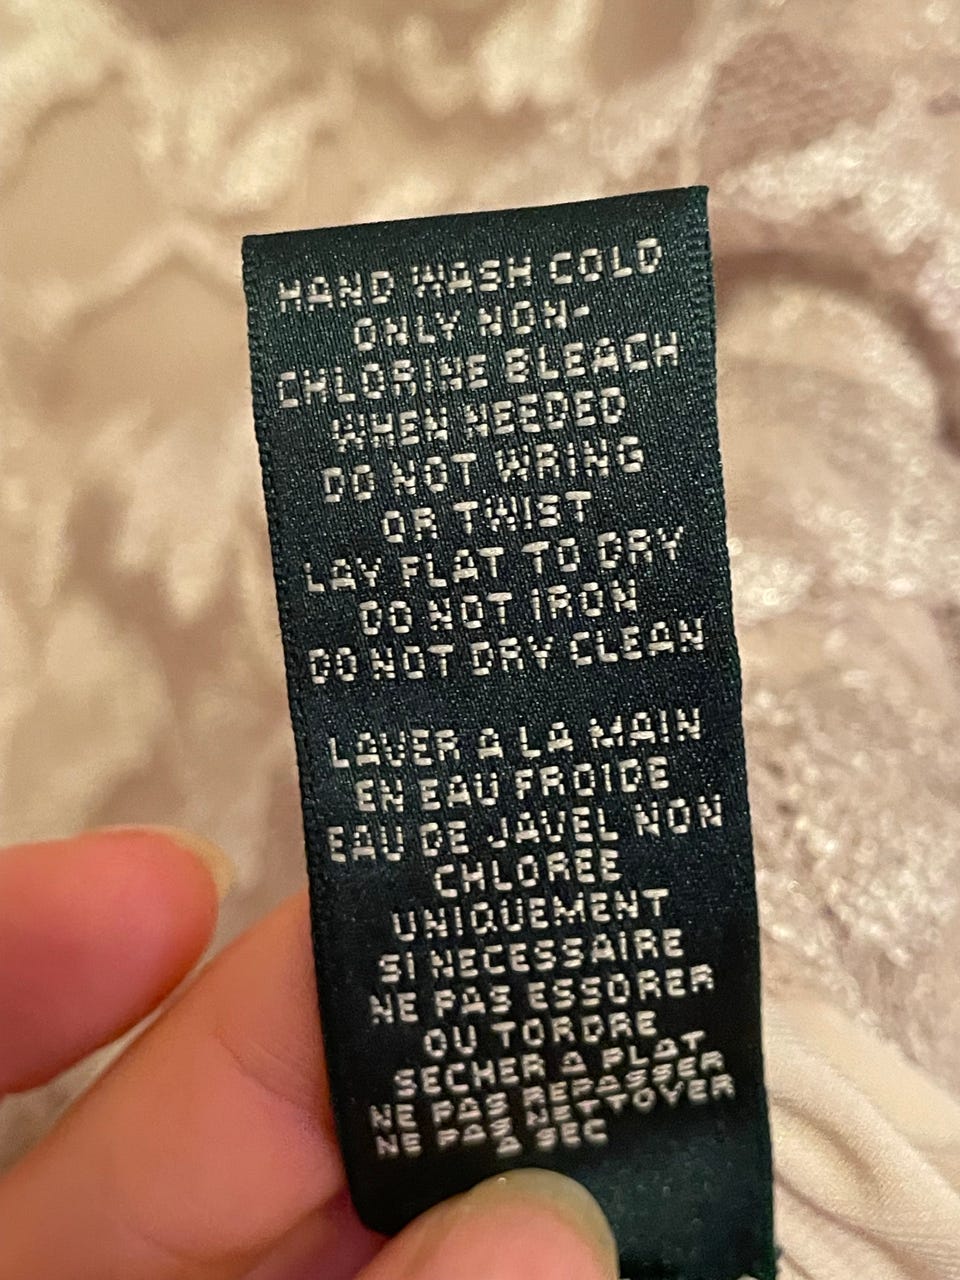 HAND WASH COLD
ONLY NON-
CHLORINE BLEACH
WHEN NEEDED
DO NOT WRING
OR TWIST
LAY FLAT TO DRY
DO NOT IRON
DO NOT DRY CLEAN
LAVER A LA MAIN
EN EAU FROIDE
EAU DE JAVEL NON
CHLOREE
UNIQUEMENT
SI NECESSAIRE
NE PAS ESSORER
OU TORDRE
SECHER A PLAT
NE PAS REPASSER
NE PAS NETTOYER
A SEC